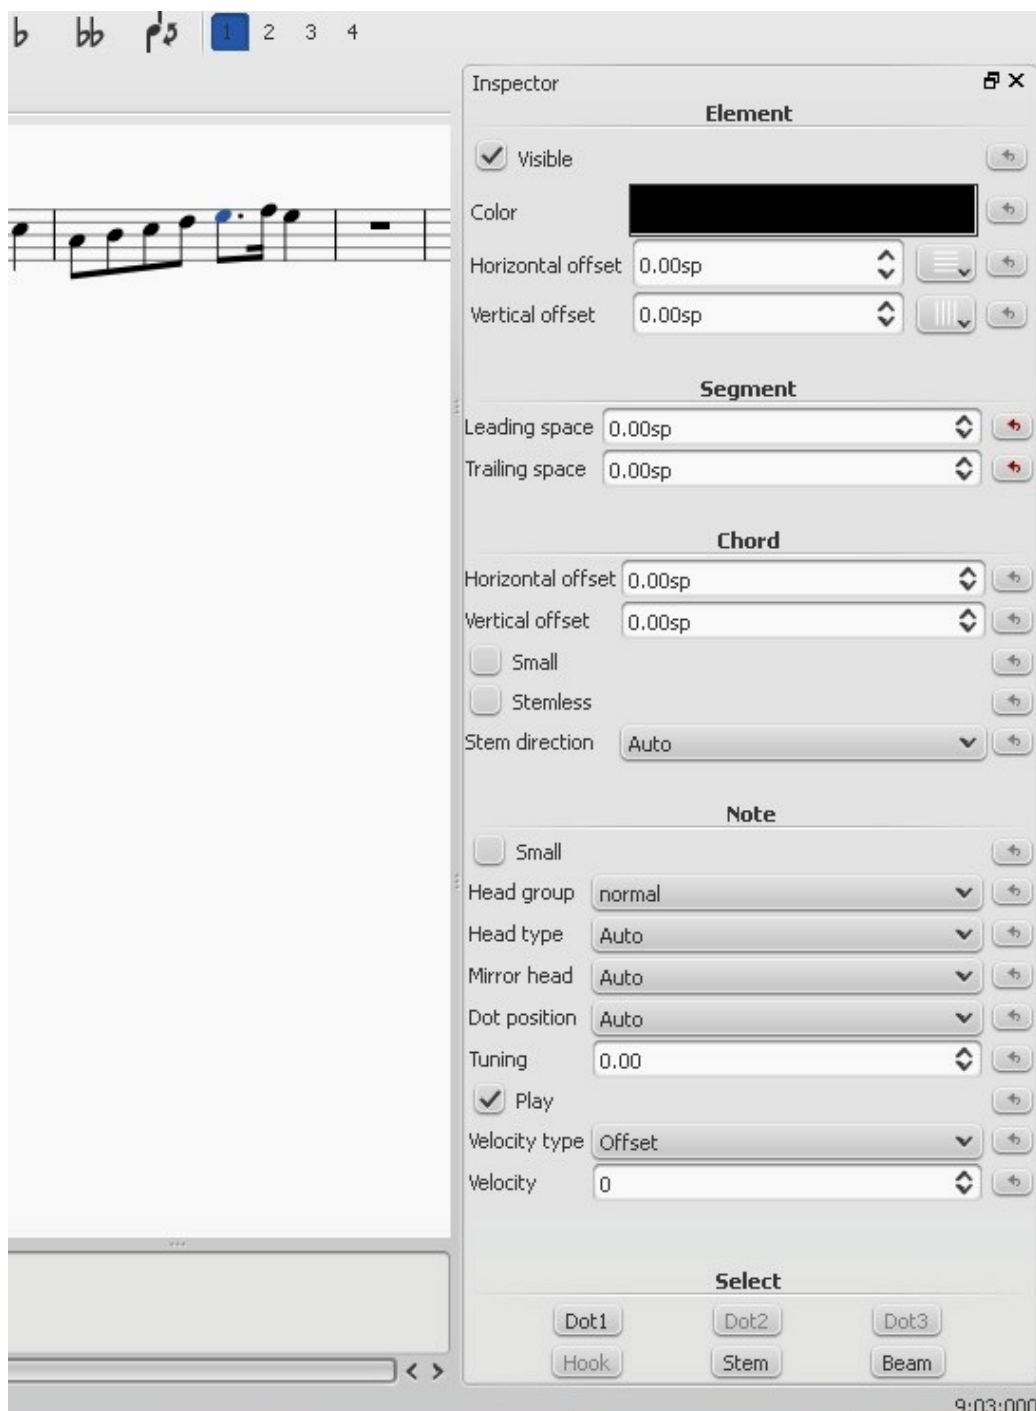 1 2 3 4
Inspector
Element
Visible
Color
Horizontal offset 0.00sp
Vertical offset 0.00sp
Segment
Leading space 0.00sp
Trailing space 0.00sp
Chord
Horizontal offset 0.00sp
Vertical offset 0.00sp
Small
Stemless
Stem direction Auto
Note
Small
Head group normal
Head type Auto
Mirror head Auto
Dot position Auto
Tuning 0.00
Play
Velocity type Offset
Velocity 0
Select
Dot1 Dot2 Dot3
Hook Stem Beam
9:03:000